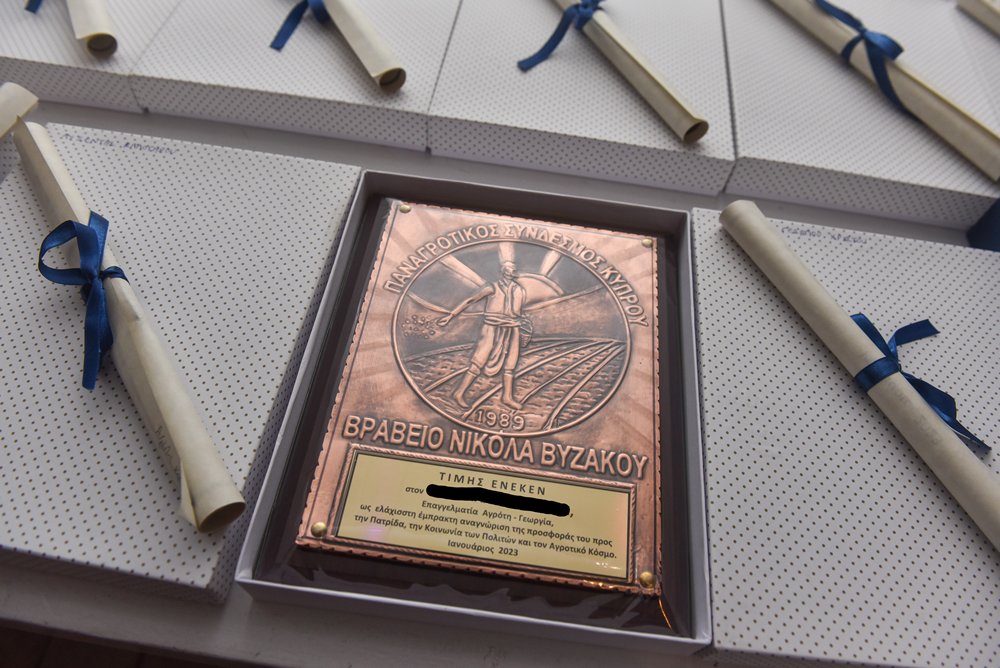 ΠΑΝΑΓΡΟΤΙΚΟΣ ΣΥΝΔΕΣΜΟΣ ΚΥΠΡΟΥ
1989
ΒΡΑΒΕΙΟ ΝΙΚΟΛΑ ΒΥΖΑΚΟΥ
ΤΙΜΗΣ ΕΝΕΚΕΝ
στον ,
Επαγγελματία Αγρότη - Γεωργία,
ως ελάχιστη έμπρακτη αναγνώριση της προσφοράς του προς
την Πατρίδα, την Κοινωνία των Πολιτών και τον Αγροτικό Κόσμο.
Ιανουάριος 2023